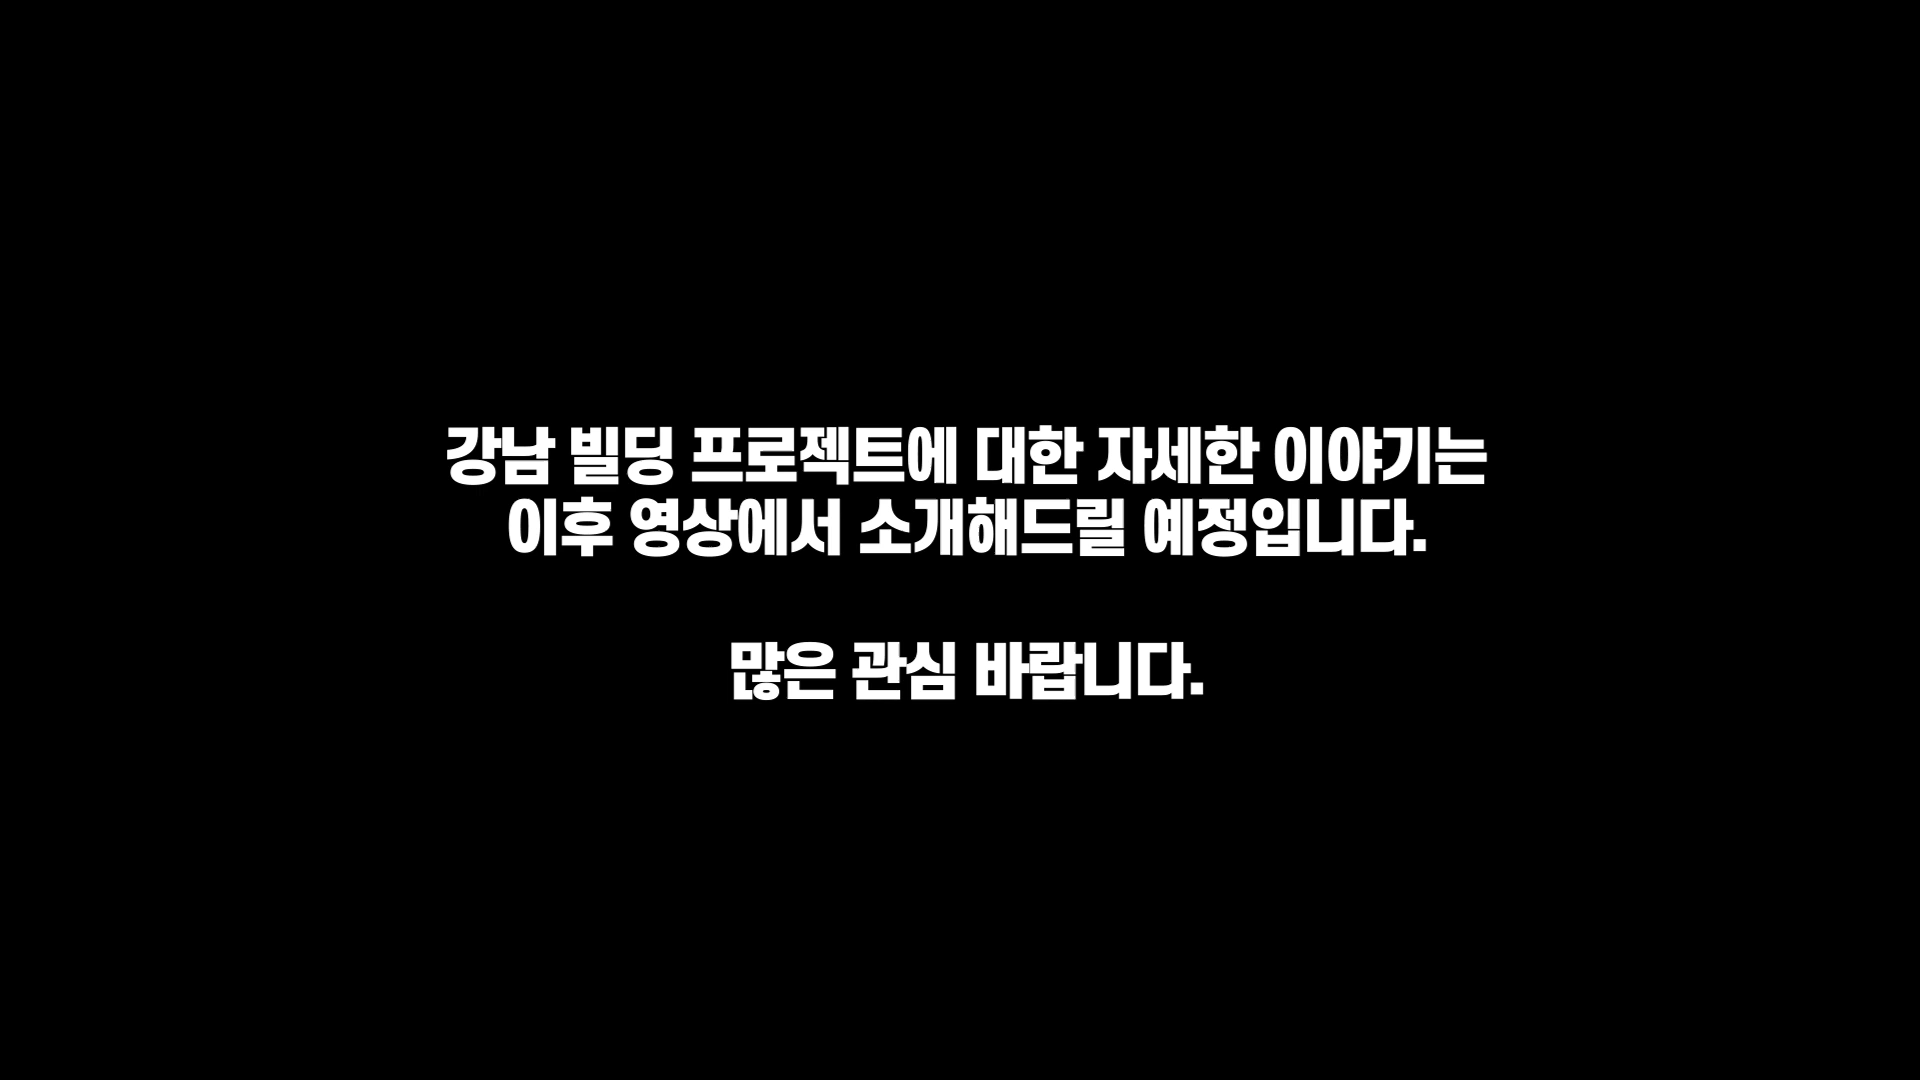 강남 빌딩 프로젝트에 대한 자세한 이야기는
이후 영상에서 소개해드릴 예정입니다.
많은 관심 바랍니다.